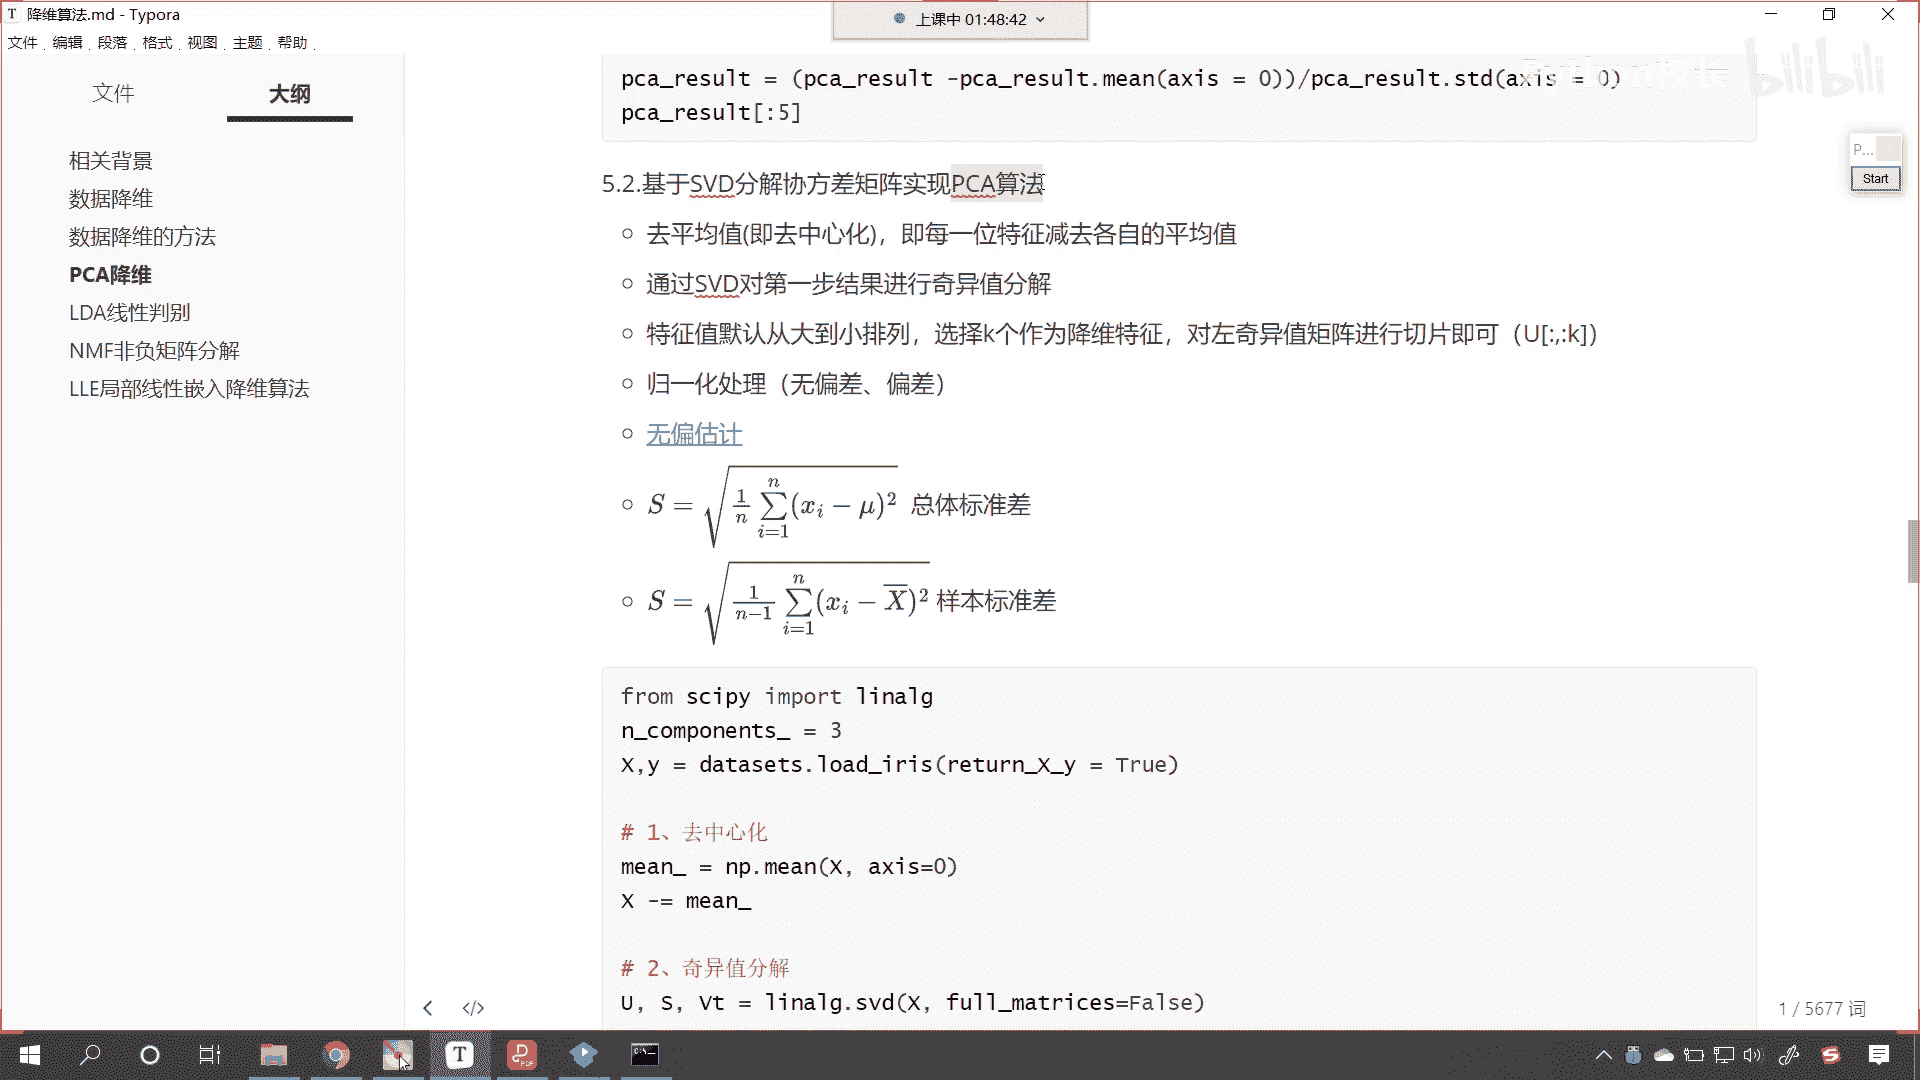 降维算法.md - Typora
上课中 01:48:42
文件 编辑 段落 格式 视图 主题 帮助
文件
大纲
相关背景
数据降维
数据降维的方法
PCA降维
LDA线性判别
NMF非负矩阵分解
LLE局部线性嵌入降维算法
pca_result = (pca_result -pca_result.mean(axis = 0))/pca_result.std(axis = 0)
pca_result[:5]
bilibili
P...
Start
5.2.基于SVD分解协方差矩阵实现PCA算法
去平均值(即去中心化)，即每一位特征减去各自的平均值
通过SVD对第一步结果进行奇异值分解
特征值默认从大到小排列，选择k个作为降维特征，对左奇异值矩阵进行切片即可（U[:,:k]）
归一化处理（无偏差、偏差）
无偏估计
S = √(1/n ∑_{i=1}^{n}(x_i − μ)²) 总体标准差
S = √(1/(n−1) ∑_{i=1}^{n}(x_i − X̅)²) 样本标准差
from scipy import linalg
n_components_ = 3
X,y = datasets.load_iris(return_X_y = True)
# 1、去中心化
mean_ = np.mean(X, axis=0)
X -= mean_
# 2、奇异值分解
U, S, Vt = linalg.svd(X, full_matrices=False)
1 / 5677 词